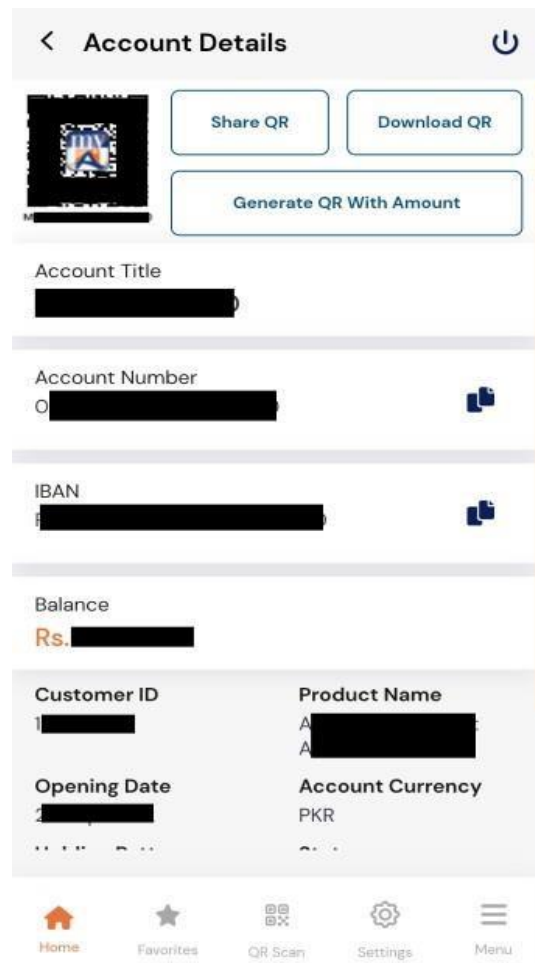 Account Details
Share QR
Download QR
Generate QR With Amount
Account Title
Account Number
IBAN
Balance
Rs.
Customer ID
Product Name
Opening Date
Account Currency
PKR
Home
Favorites
QR Scan
Settings
Menu